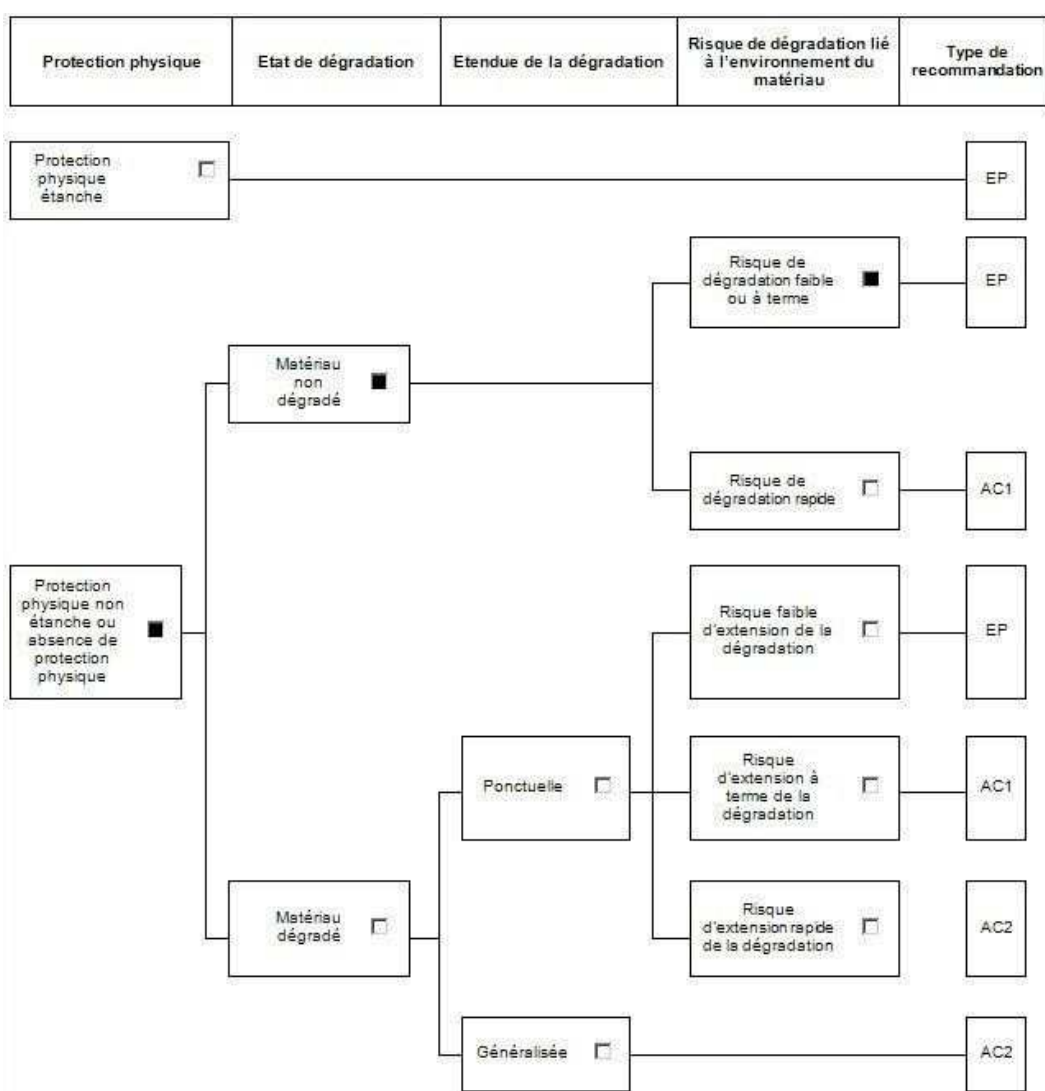 Protection physique
Etat de dégradation
Etendue de la dégradation
Risque de dégradation lié
à l'environnement du
matériau
Type de
recommandation
Protection
physique
étanche
EP
Risque de
dégradation faible
ou à terme
EP
Matériau
non
dégradé
Risque de
dégradation rapide
AC1
Protection
physique non
étanche ou
absence de
protection
physique
Risque faible
d'extension de la
dégradation
EP
Ponctuelle
Risque
d'extension à
terme de la
dégradation
AC1
Matériau
dégradé
Risque
d'extension rapide
de la dégradation
AC2
Généralisée
AC2